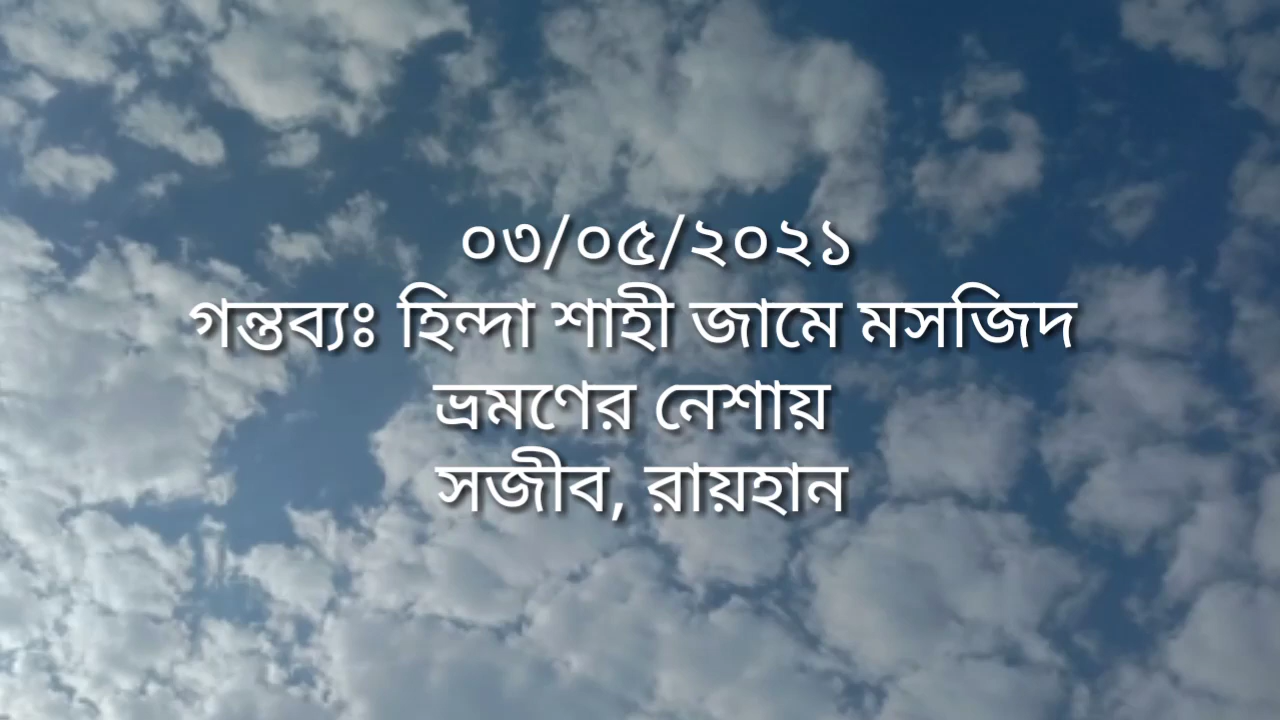 ০৩/০৫/২০২১
গন্তব্যঃ হিন্দা শাহী জামে মসজিদ
ভ্রমণের নেশায়
সজীব, রায়হান